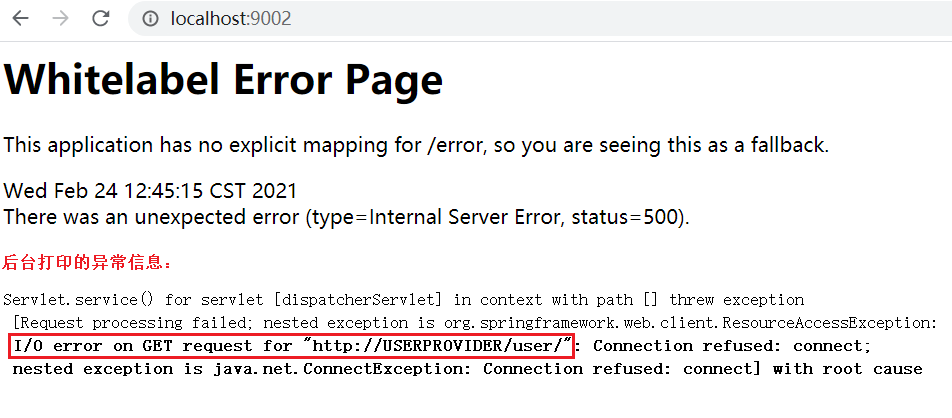 localhost:9002
Whitelabel Error Page
This application has no explicit mapping for /error, so you are seeing this as a fallback.
Wed Feb 24 12:45:15 CST 2021
There was an unexpected error (type=Internal Server Error, status=500).
后台打印的异常信息：
Servlet.service() for servlet [dispatcherServlet] in context with path [] threw exception
[Request processing failed; nested exception is org.springframework.web.client.ResourceAccessException:
I/O error on GET request for "http://USERPROVIDER/user/": Connection refused: connect;
nested exception is java.net.ConnectException: Connection refused: connect] with root cause